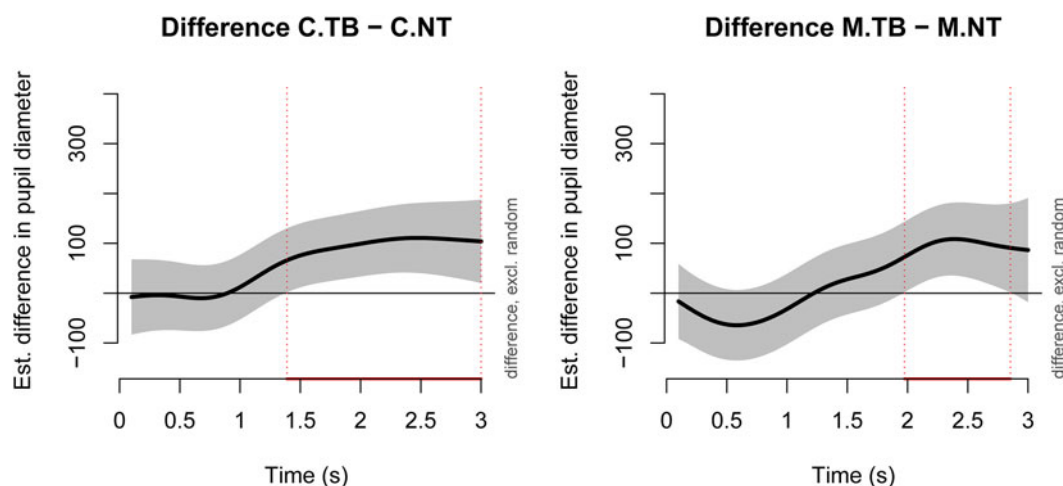 Difference C.TB − C.NT
Est. difference in pupil diameter
300
100
−100
0 0.5 1 1.5 2 2.5 3
Time (s)
difference, excl. random
Difference M.TB − M.NT
Est. difference in pupil diameter
300
100
−100
0 0.5 1 1.5 2 2.5 3
Time (s)
difference, excl. random